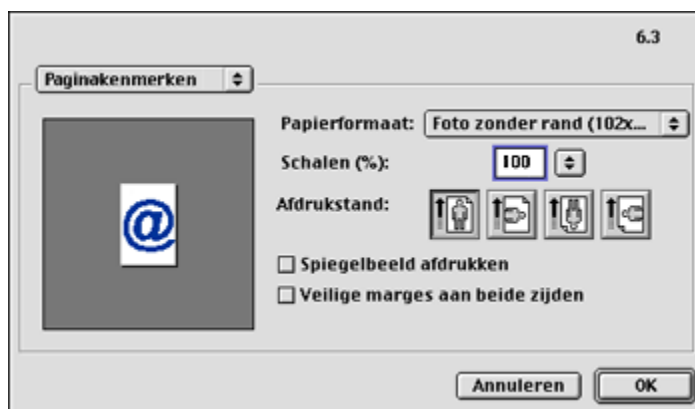 6.3
Paginakenmerken
Papierformaat: Foto zonder rand (102x...
Schalen (%): 100
Afdrukstand:
@
Spiegelbeeld afdrukken
Veilige marges aan beide zijden
Annuleren OK